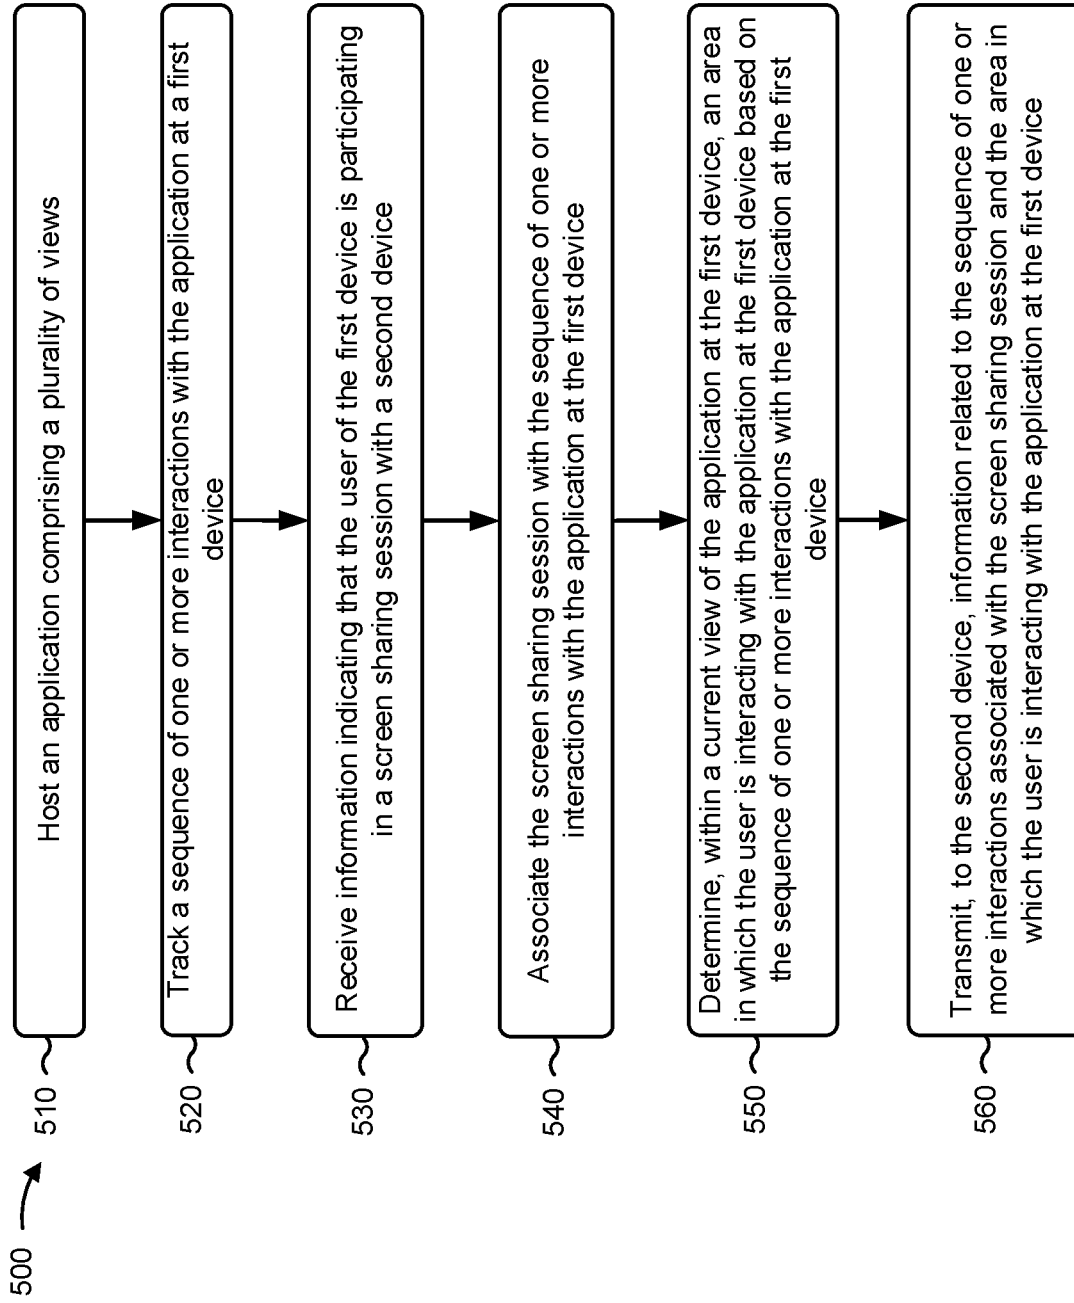 500
510
Host an application comprising a plurality of views
520
Track a sequence of one or more interactions with the application at a first
device
530
Receive information indicating that the user of the first device is participating
in a screen sharing session with a second device
540
Associate the screen sharing session with the sequence of one or more
interactions with the application at the first device
550
Determine, within a current view of the application at the first device, an area
in which the user is interacting with the application at the first device based on
the sequence of one or more interactions with the application at the first
device
560
Transmit, to the second device, information related to the sequence of one or
more interactions associated with the screen sharing session and the area in
which the user is interacting with the application at the first device